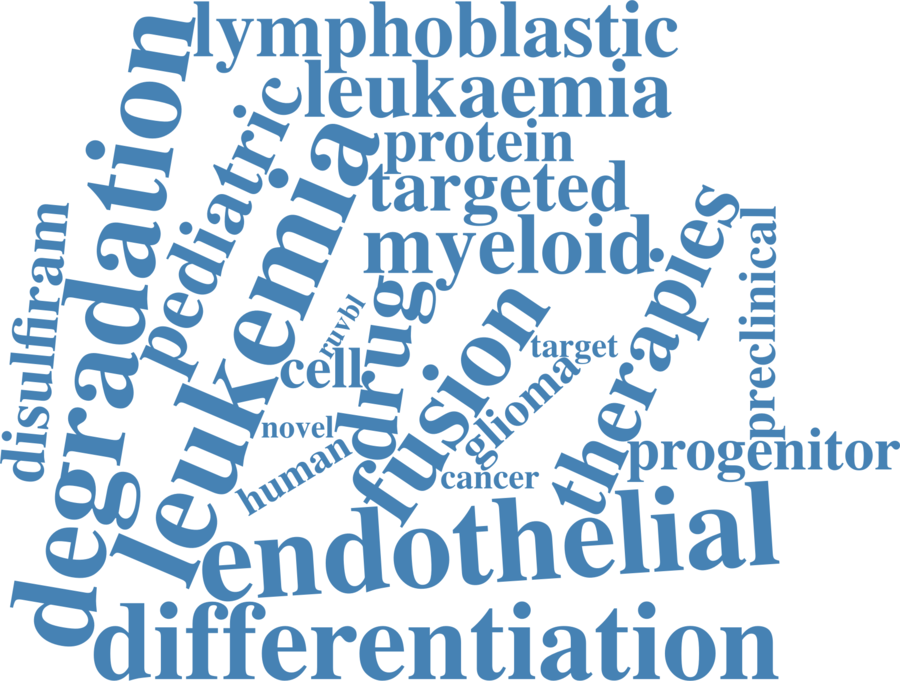 lymphoblastic
leukaemia
degradation
pediatric
leukemia
protein
targeted
myeloid
therapies
preclinical
disulfiram
drug
ruvbl
cell
fusion
target
glioma
novel
human
cancer
progenitor
endothelial
differentiation